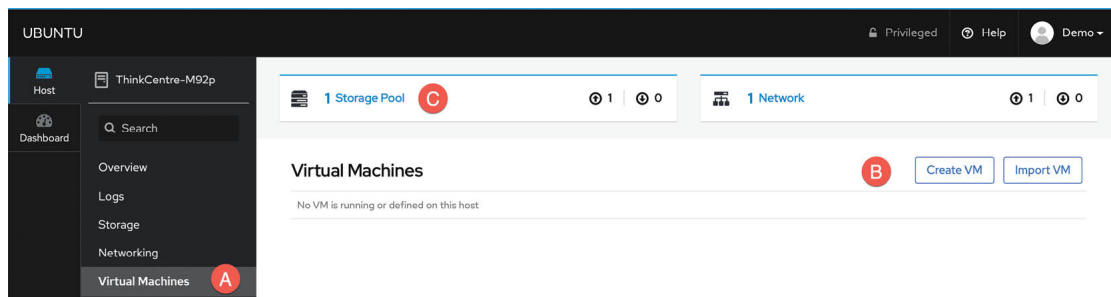 UBUNTU
Privileged
Help
Demo
Host
ThinkCentre-M92p
Dashboard
Search
Overview
Logs
Storage
Networking
Virtual Machines A
1 Storage Pool C 1 0
1 Network 1 0
Virtual Machines B Create VM Import VM
No VM is running or defined on this host